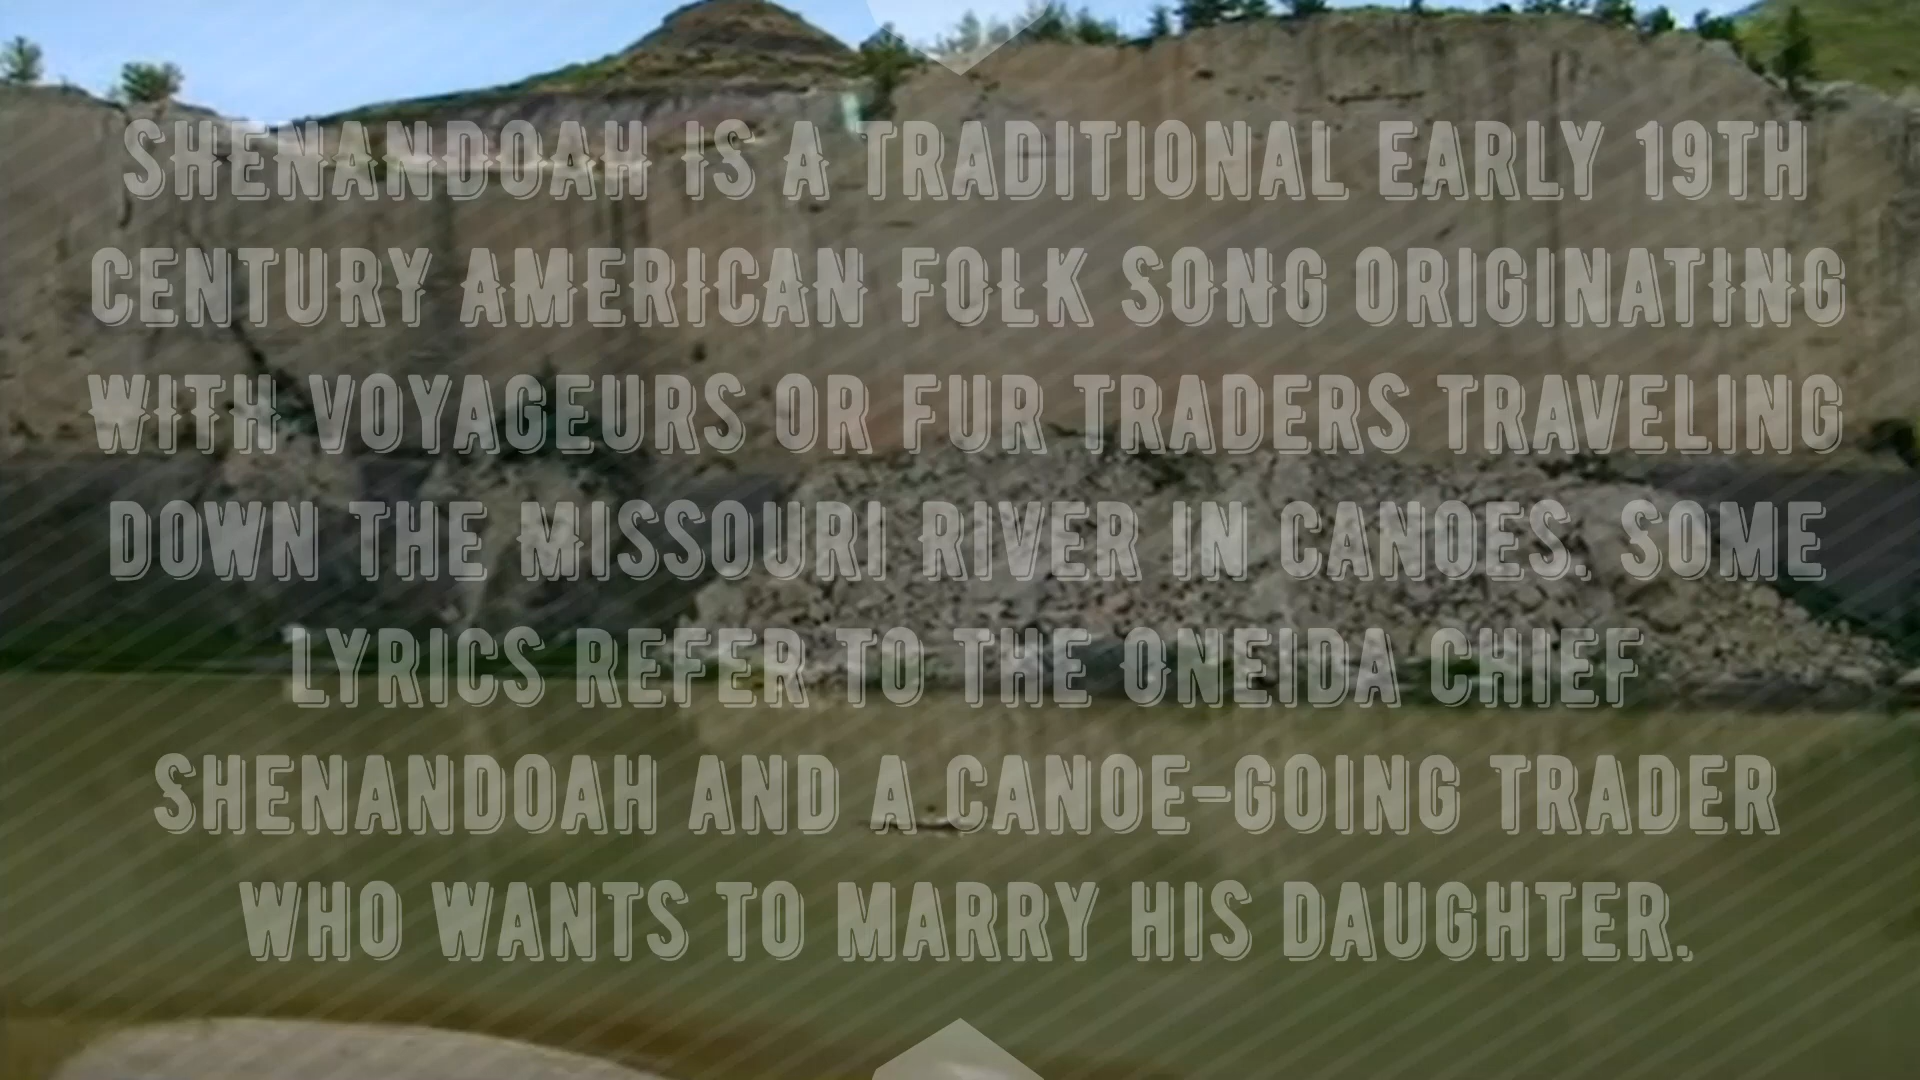 SHENANDOAH IS A TRADITIONAL EARLY 19TH
CENTURY AMERICAN FOLK SONG ORIGINATING
WITH VOYAGEURS OR FUR TRADERS TRAVELING
DOWN THE MISSOURI RIVER IN CANOES. SOME
LYRICS REFER TO THE ONEIDA CHIEF
SHENANDOAH AND A CANOE-GOING TRADER
WHO WANTS TO MARRY HIS DAUGHTER.